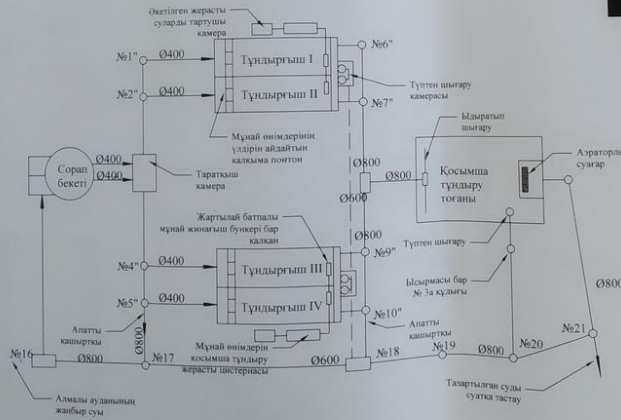 Әкетілген жерасты
суларды тартушы
камера
№1"
Ø400
Тұндырғыш I
№6"
№2"
Ø400
Тұндырғыш II
№7"
Түптен шығару
камерасы
Мұнай өнімдерінің
үлдірін айдайтын
қалқыма понтон
Ыдыратып
шығару
Аэраторлы
суағар
Сорап
бекеті
Ø400
Ø400
Таратқыш
камера
Ø800
Ø600
Ø800
Қосымша
тұндыру
тоғаны
Жартылай батпалы
мұнай жинағыш бункері бар
қалқан
Ø800
Түптен шығару
№4"
Ø400
Тұндырғыш III
№9"
Ысырмасы бар
№ 3а құдығы
№5"
Ø400
Тұндырғыш IV
№10"
Ø800
Апатты
қашыртқы
Ø800
Мұнай өнімдерін
қосымша тұндыру
жерасты цистернасы
Апатты
қашыртқы
№16
Ø800
№17
Ø600
№18
№19
Ø800
№20
№21
Алмалы ауданының
жаңбыр суы
Тазартылған суды
суатқа тастау